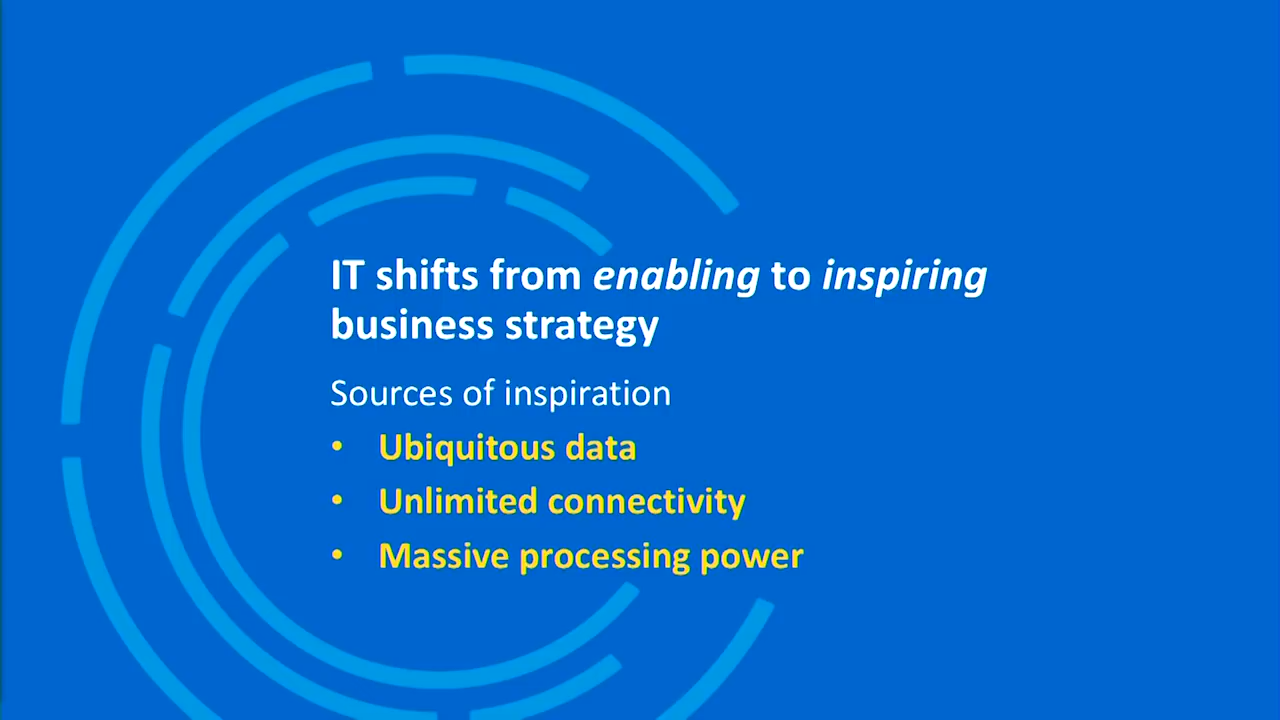 IT shifts from enabling to inspiring
business strategy
Sources of inspiration
• Ubiquitous data
• Unlimited connectivity
• Massive processing power